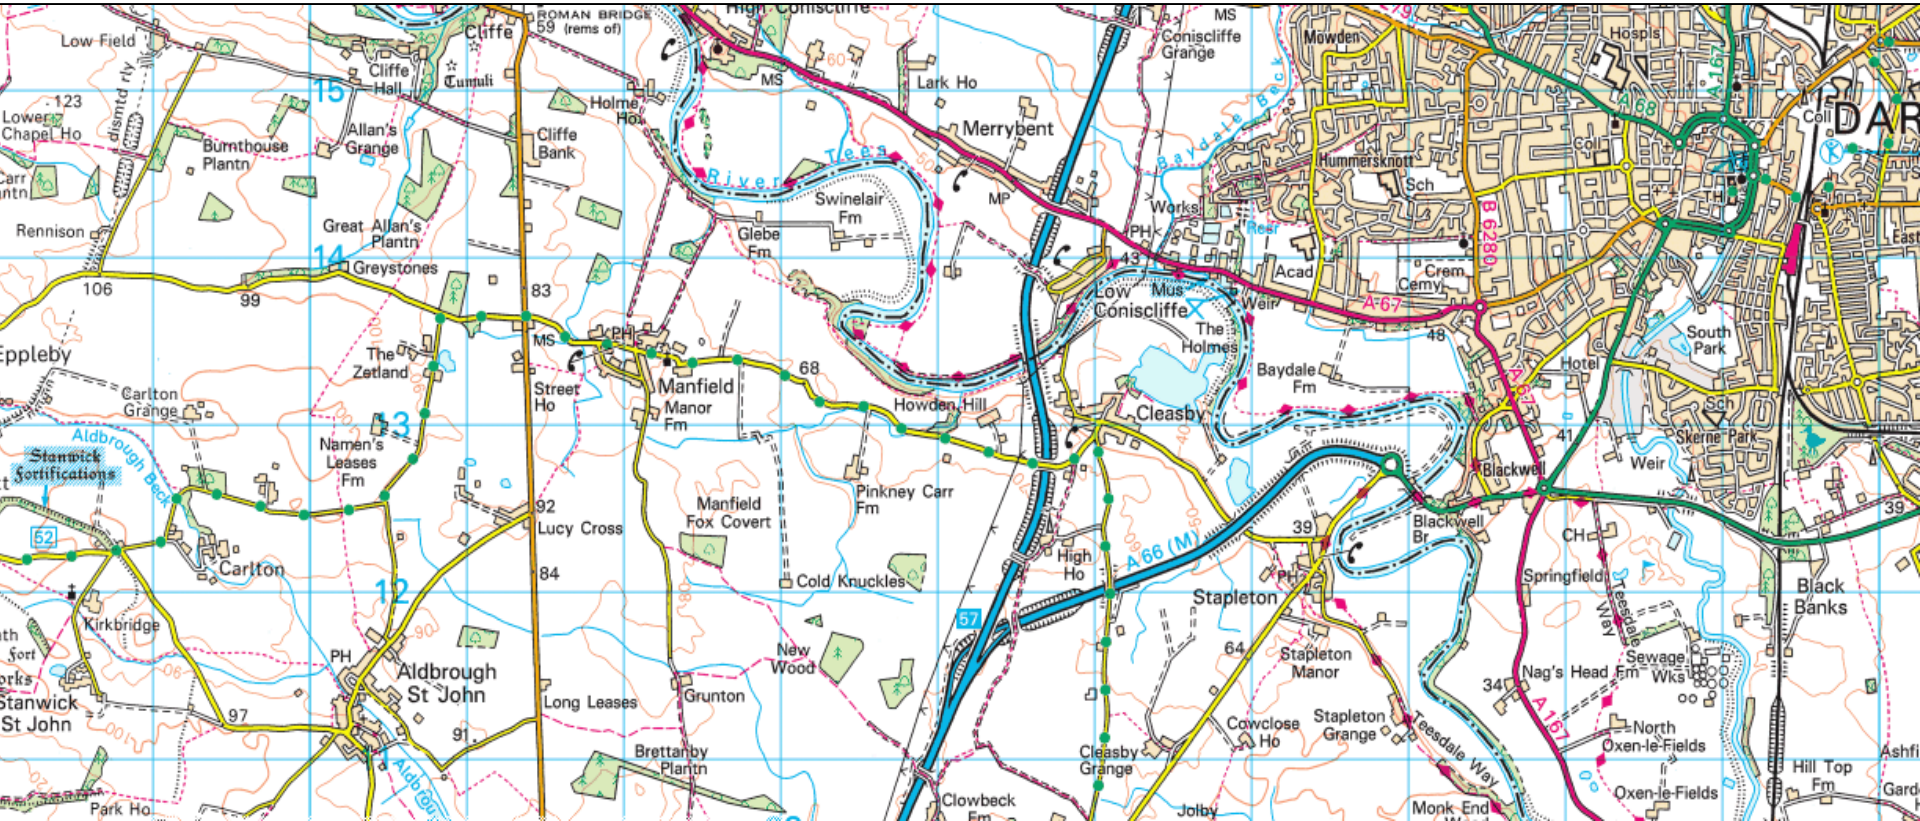 ROMAN BRIDGE
(rems of)
59
Cliffe
High Coniscliffe
MS
Coniscliffe
Grange
Mowden
Hospls
A 167
Low Field
Cliffe
Hall
Tumuli
MS
60
Lark Ho
A 68
15
123
Lower
Chapel Ho
dismtd rly
Holme
Ho
Coll
DAR
Allan's
Grange
Cliffe
Bank
Merrybent
Baydale Beck
Burnthouse
Plantn
River Tees
50
Hummersknott
Coll
Sch
TH
Carr
Swinelair
Fm
MP
Works
B 6280
Rennison
Great Allan's
Plantn
Glebe
Fm
PH
Resr
East
14
Greystones
43
Acad
Crem
Cemy
106
99
83
Low
Coniscliffe
Mus
Weir
A 67
48
MS
PH
The
Holmes
South
Park
Eppleby
The
Zetland
68
Baydale
Fm
Hotel
Carlton
Grange
Street
Ho
Manfield
Manor
Fm
Howden Hill
Cleasby
Sch
13
Aldbrough Beck
Stanwick
Fortifications
Namen's
Leases
Fm
41
Skerne Park
Blackwell
Weir
Pinkney Carr
Fm
Manfield
Fox Covert
92
Lucy Cross
52
39
Blackwell
Br
CH
39
A 66 (M)
High
Ho
Carlton
84
Cold Knuckles
PH
Springfield
Black
Banks
12
Stapleton
Teesdale
Way
57
Kirkbridge
90
80
Fort
PH
Aldbrough
St John
New
Wood
64
Stapleton
Manor
Nag's Head Fm
Sewage
Wks
Stanwick
St John
Grunton
34
97
Long Leases
A 167
91
100
Cowclose
Ho
Stapleton
Grange
Teesdale Way
North
Oxen-le-Fields
Brettanby
Plantn
Cleasby
Grange
Hill Top
Fm
Park Ho
Clowbeck
Fm
Jolby
Monk End
Oxen-le-Fields